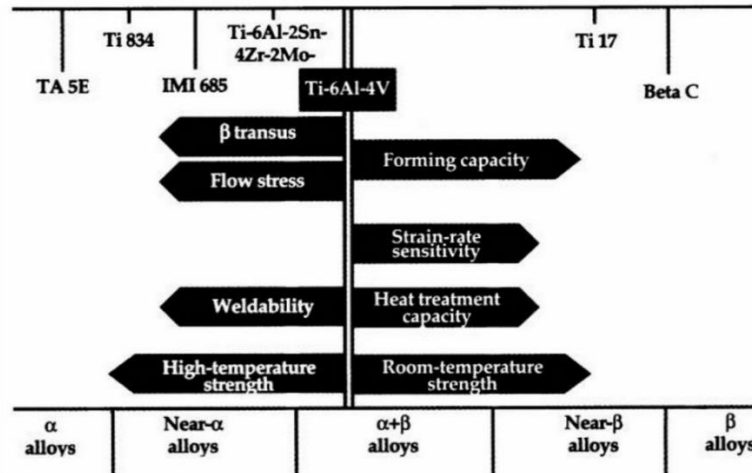 Ti 834
Ti-6Al-2Sn-
4Zr-2Mo-
Ti 17
TA 5E
IMI 685
Ti-6Al-4V
Beta C
β transus
Forming capacity
Flow stress
Strain-rate
sensitivity
Weldability
Heat treatment
capacity
High-temperature
strength
Room-temperature
strength
α
alloys
Near-α
alloys
α+β
alloys
Near-β
alloys
β
alloys